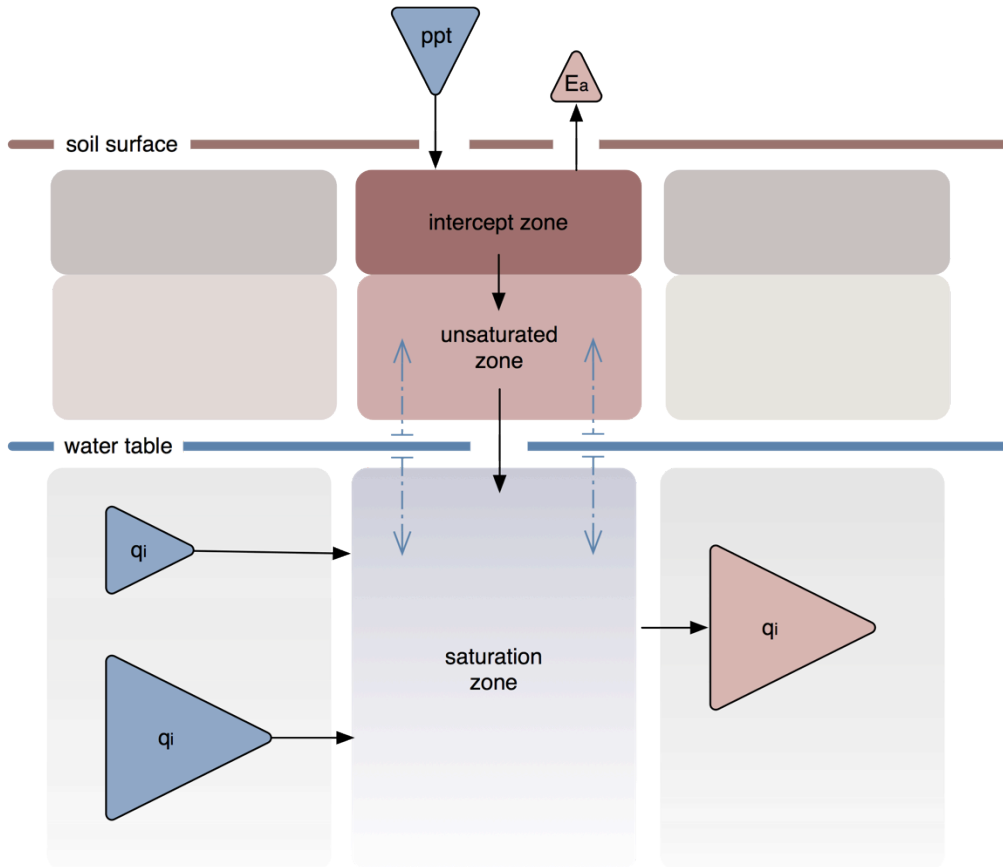 ppt
Ea
soil surface
intercept zone
unsaturated
zone
water table
qi
qi
saturation
zone
qi